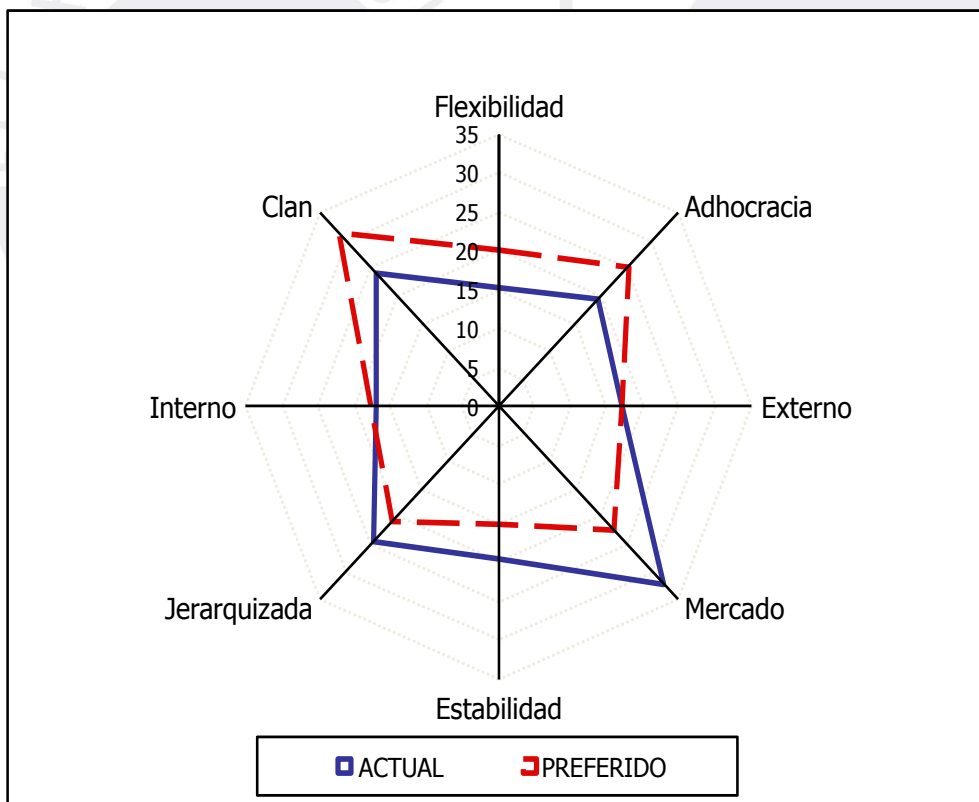 Flexibilidad
35
30
Clan
Adhocracia
25
20
15
10
5
Interno
0
Externo
Jerarquizada
Mercado
Estabilidad
ACTUAL PREFERIDO